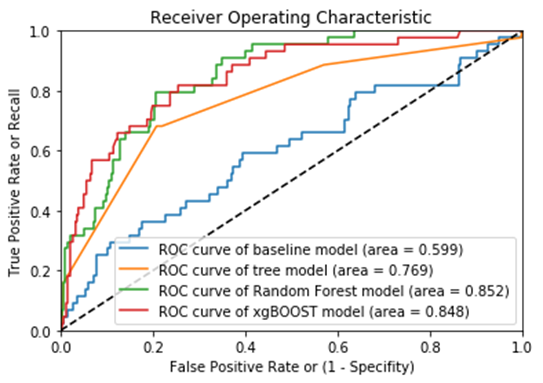 Receiver Operating Characteristic
1.0
0.8
0.6
0.4
0.2
0.0
True Positive Rate or Recall
ROC curve of baseline model (area = 0.599)
ROC curve of tree model (area = 0.769)
ROC curve of Random Forest model (area = 0.852)
ROC curve of xgBOOST model (area = 0.848)
0.0 0.2 0.4 0.6 0.8 1.0
False Positive Rate or (1 - Specifity)